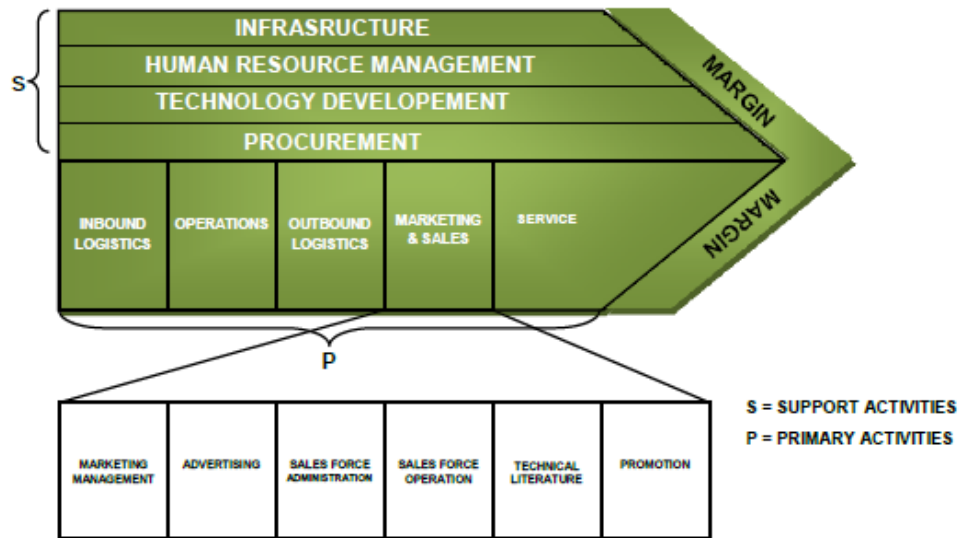 INFRASRUCTURE
HUMAN RESOURCE MANAGEMENT
TECHNOLOGY DEVELOPEMENT
PROCUREMENT
S
MARGIN
MARGIN
INBOUND
LOGISTICS
OPERATIONS
OUTBOUND
LOGISTICS
MARKETING
& SALES
SERVICE
P
S = SUPPORT ACTIVITIES
P = PRIMARY ACTIVITIES
MARKETING
MANAGEMENT
ADVERTISING
SALES FORCE
ADMINISTRATION
SALES FORCE
OPERATION
TECHNICAL
LITERATURE
PROMOTION